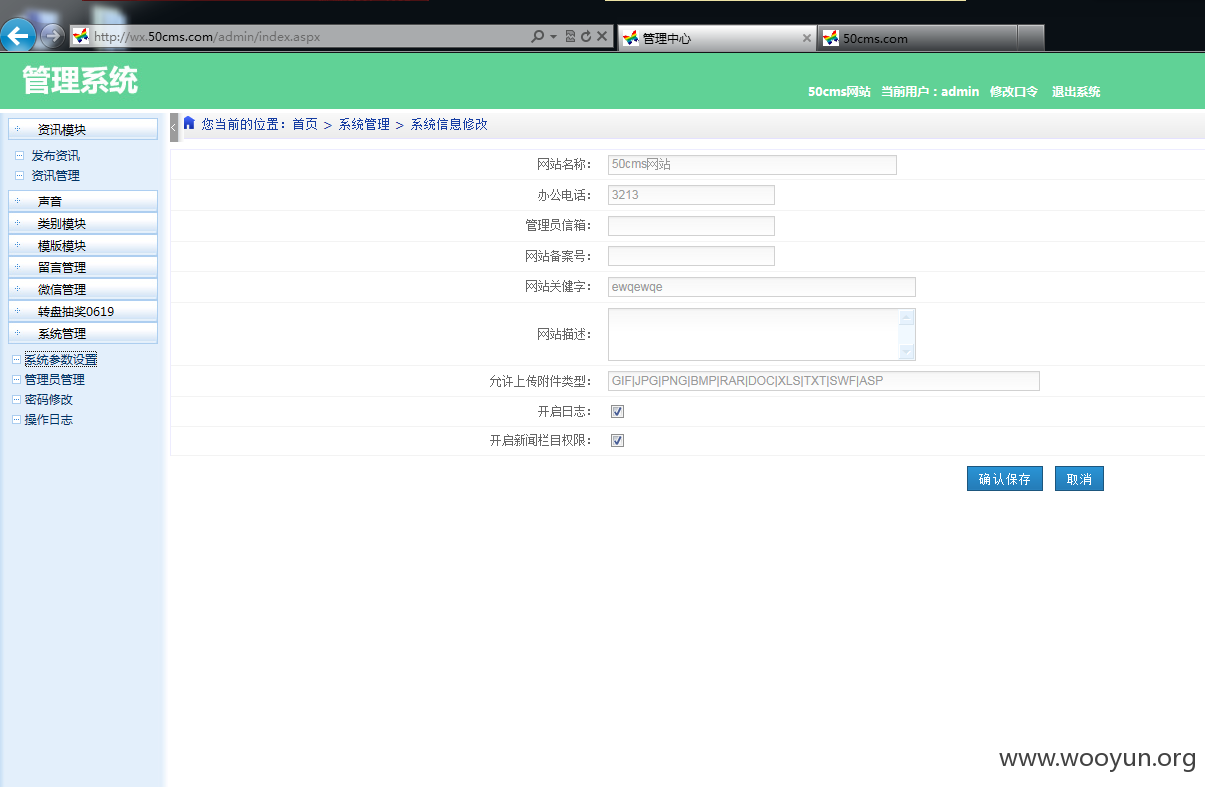 http://wx.50cms.com/admin/index.aspx
管理中心
50cms.com
管理系统
50cms网站 当前用户：admin 修改口令 退出系统
资讯模块
发布资讯
资讯管理
声音
类别模块
模版模块
留言管理
微信管理
转盘抽奖0619
系统管理
系统参数设置
管理员管理
密码修改
操作日志
您当前的位置：首页 > 系统管理 > 系统信息修改
网站名称： 50cms网站
办公电话： 3213
管理员信箱：
网站备案号：
网站关健字： ewqewqe
网站描述：
允许上传附件类型： GIF|JPG|PNG|BMP|RAR|DOC|XLS|TXT|SWF|ASP
开启日志：
开启新闻栏目权限：
确认保存 取消
www.wooyun.org